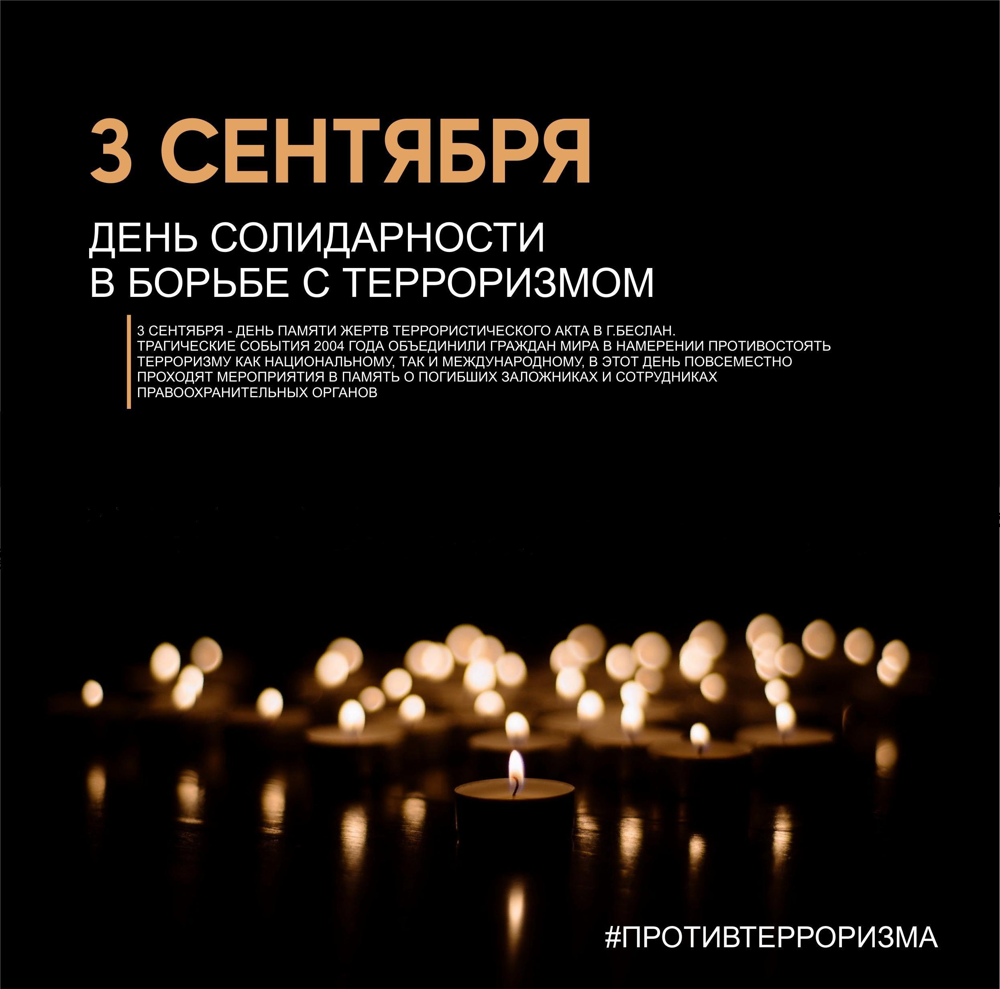 3 СЕНТЯБРЯ
ДЕНЬ СОЛИДАРНОСТИ
В БОРЬБЕ С ТЕРРОРИЗМОМ
3 СЕНТЯБРЯ - ДЕНЬ ПАМЯТИ ЖЕРТВ ТЕРРОРИСТИЧЕСКОГО АКТА В Г.БЕСЛАН.
ТРАГИЧЕСКИЕ СОБЫТИЯ 2004 ГОДА ОБЪЕДИНИЛИ ГРАЖДАН МИРА В НАМЕРЕНИИ ПРОТИВОСТОЯТЬ
ТЕРРОРИЗМУ КАК НАЦИОНАЛЬНОМУ, ТАК И МЕЖДУНАРОДНОМУ, В ЭТОТ ДЕНЬ ПОВСЕМЕСТНО
ПРОХОДЯТ МЕРОПРИЯТИЯ В ПАМЯТЬ О ПОГИБШИХ ЗАЛОЖНИКАХ И СОТРУДНИКАХ
ПРАВООХРАНИТЕЛЬНЫХ ОРГАНОВ
#ПРОТИВТЕРРОРИЗМА